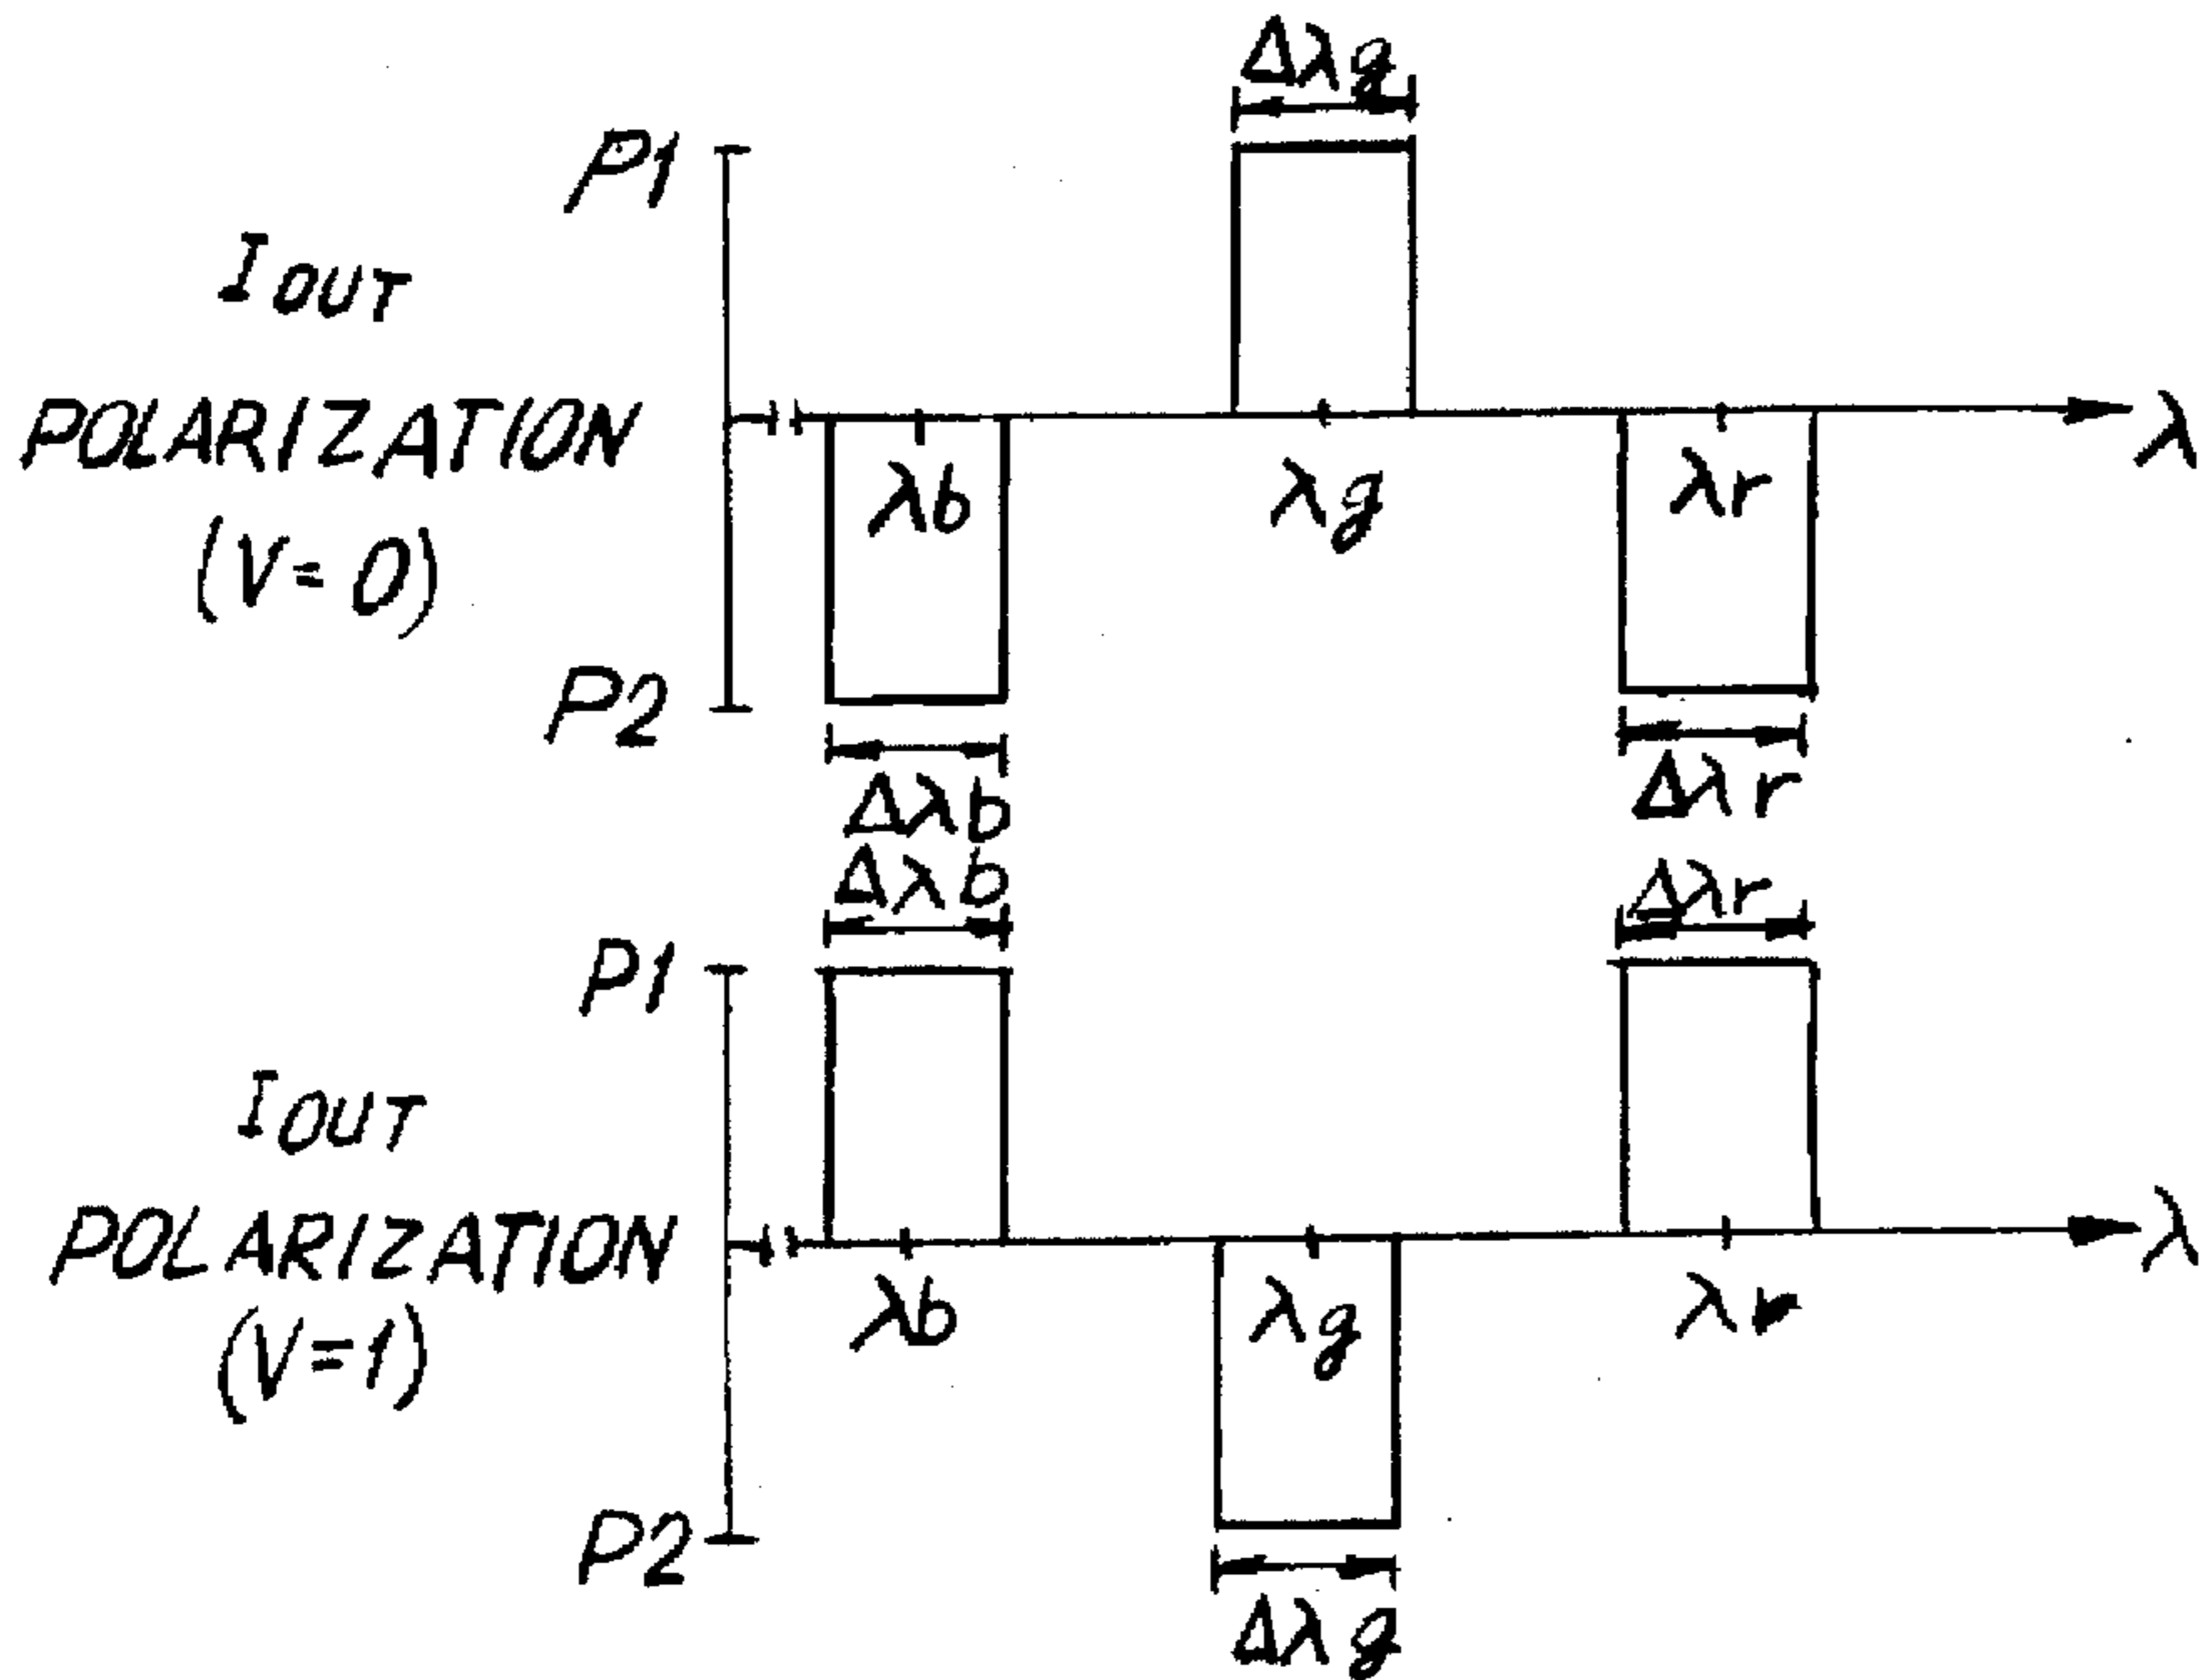 Δλg
P1
IOUT
POLARIZATION
(V=0)
P2
λb
λg
λr
λ
Δλb
Δλr
Δλb
Δλr
P1
IOUT
POLARIZATION
(V=1)
P2
λb
λg
λr
λ
Δλg